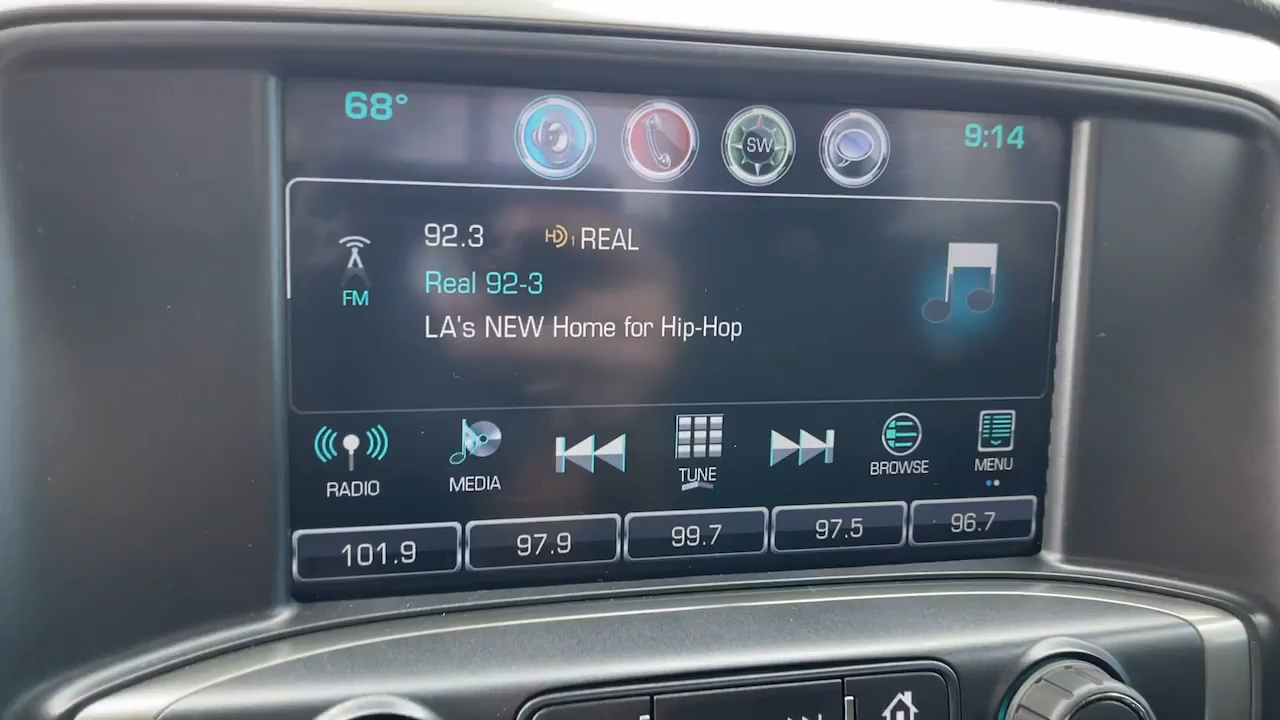 68°
SW
9:14
92.3 HD1 REAL
FM
Real 92-3
LA's NEW Home for Hip-Hop
RADIO
MEDIA
TUNE
BROWSE
MENU
101.9
97.9
99.7
97.5
96.7